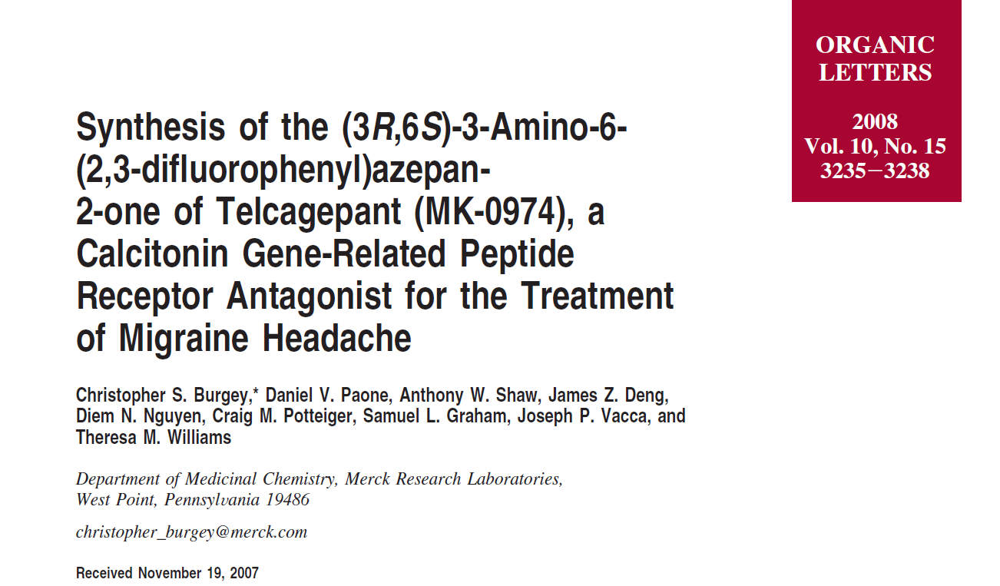 ORGANIC
LETTERS
2008
Vol. 10, No. 15
3235−3238
Synthesis of the (3R,6S)-3-Amino-6-
(2,3-difluorophenyl)azepan-
2-one of Telcagepant (MK-0974), a
Calcitonin Gene-Related Peptide
Receptor Antagonist for the Treatment
of Migraine Headache
Christopher S. Burgey,* Daniel V. Paone, Anthony W. Shaw, James Z. Deng,
Diem N. Nguyen, Craig M. Potteiger, Samuel L. Graham, Joseph P. Vacca, and
Theresa M. Williams
Department of Medicinal Chemistry, Merck Research Laboratories,
West Point, Pennsylvania 19486
christopher_burgey@merck.com
Received November 19, 2007